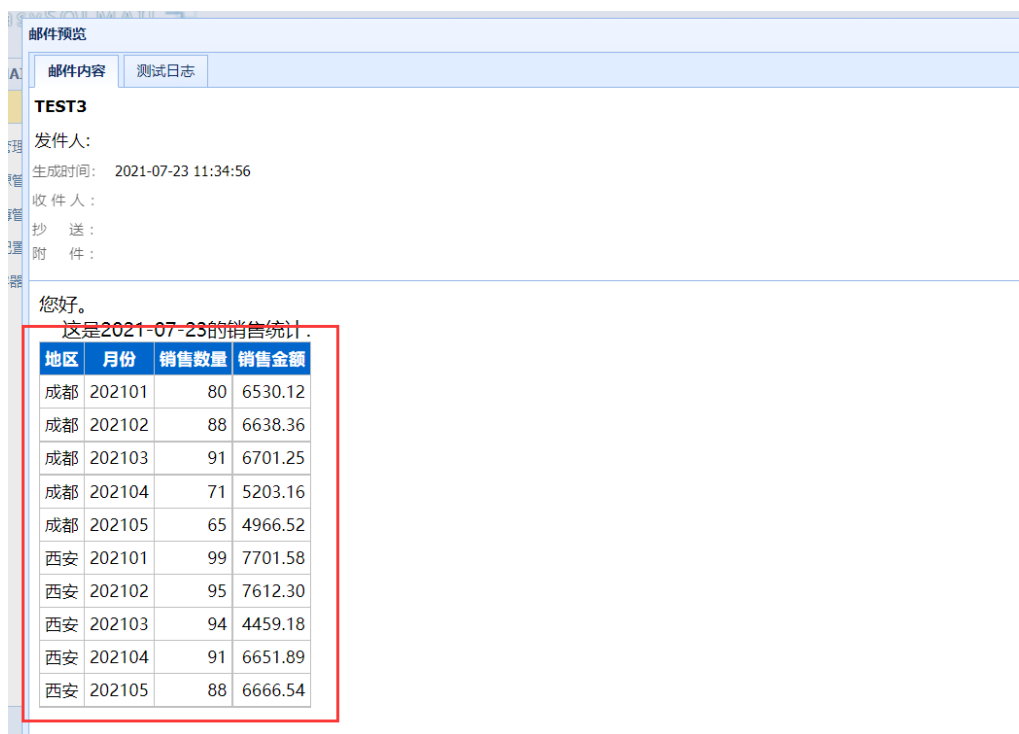 邮件预览
邮件内容 测试日志
TEST3
发件人:
生成时间: 2021-07-23 11:34:56
收 件 人 :
抄 送 :
附 件 :
您好。
这是2021-07-23的销售统计 :
地区 月份 销售数量 销售金额
成都 202101 80 6530.12
成都 202102 88 6638.36
成都 202103 91 6701.25
成都 202104 71 5203.16
成都 202105 65 4966.52
西安 202101 99 7701.58
西安 202102 95 7612.30
西安 202103 94 4459.18
西安 202104 91 6651.89
西安 202105 88 6666.54